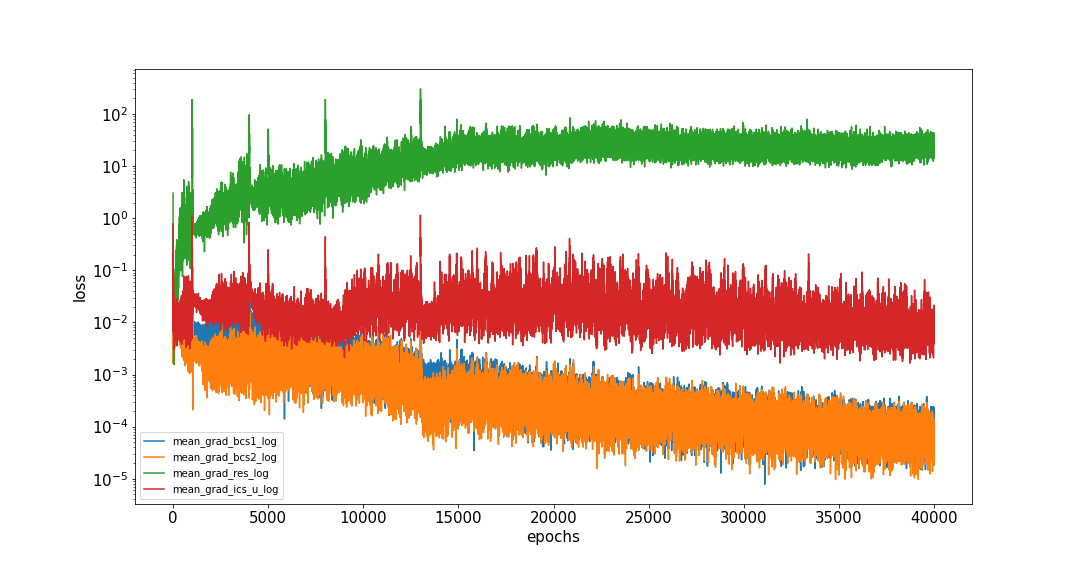 10²
10¹
10⁰
10⁻¹
10⁻²
10⁻³
10⁻⁴
10⁻⁵
loss
mean_grad_bcs1_log
mean_grad_bcs2_log
mean_grad_res_log
mean_grad_ics_u_log
0 5000 10000 15000 20000 25000 30000 35000 40000
epochs